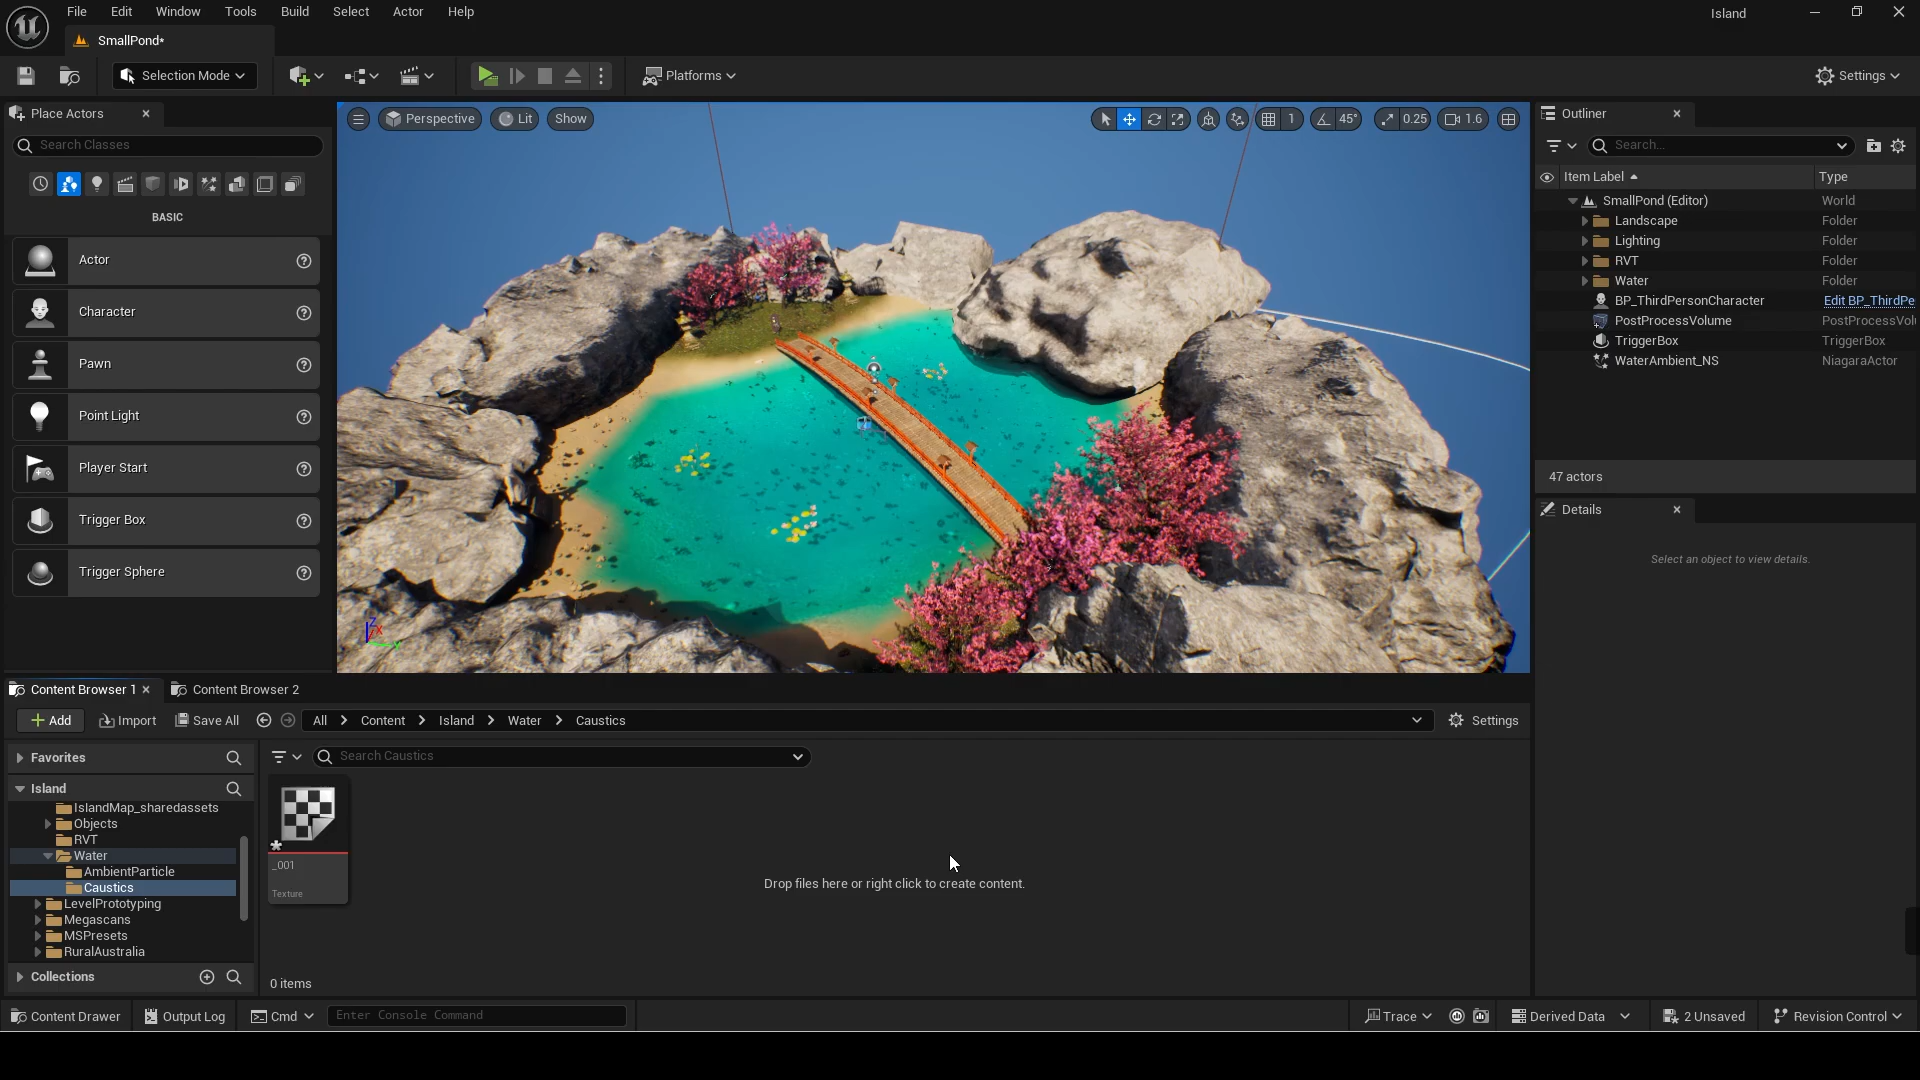 File Edit Window Tools Build Select Actor Help
Island
SmallPond*
Selection Mode
Platforms
Settings
Place Actors
Search Classes
BASIC
Actor
Character
Pawn
Point Light
Player Start
Trigger Box
Trigger Sphere
Perspective Lit Show
1 45° 0.25 1.6
Z X Y
Outliner
Search...
Item Label Type
SmallPond (Editor) World
Landscape Folder
Lighting Folder
RVT Folder
Water Folder
BP_ThirdPersonCharacter Edit BP_ThirdPe
PostProcessVolume PostProcessVolu
TriggerBox TriggerBox
WaterAmbient_NS NiagaraActor
47 actors
Details
Select an object to view details.
Content Browser 1 Content Browser 2
Add Import Save All All Content Island Water Caustics Settings
Favorites
Search Caustics
Island
IslandMap_sharedassets
Objects
RVT
Water
AmbientParticle
Caustics
LevelPrototyping
Megascans
MSPresets
RuralAustralia
Collections
_001
Texture
Drop files here or right click to create content.
0 items
Content Drawer Output Log Cmd Enter Console Command Trace Derived Data 2 Unsaved Revision Control